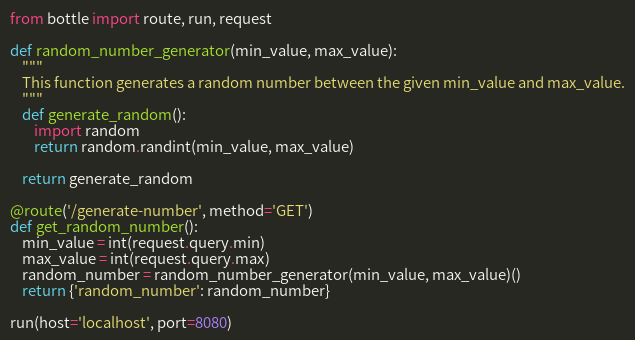 from bottle import route, run, request

def random_number_generator(min_value, max_value):
    """
    This function generates a random number between the given min_value and max_value.
    """
    def generate_random():
        import random
        return random.randint(min_value, max_value)

    return generate_random

@route('/generate-number', method='GET')
def get_random_number():
    min_value = int(request.query.min)
    max_value = int(request.query.max)
    random_number = random_number_generator(min_value, max_value)()
    return {'random_number': random_number}

run(host='localhost', port=8080)